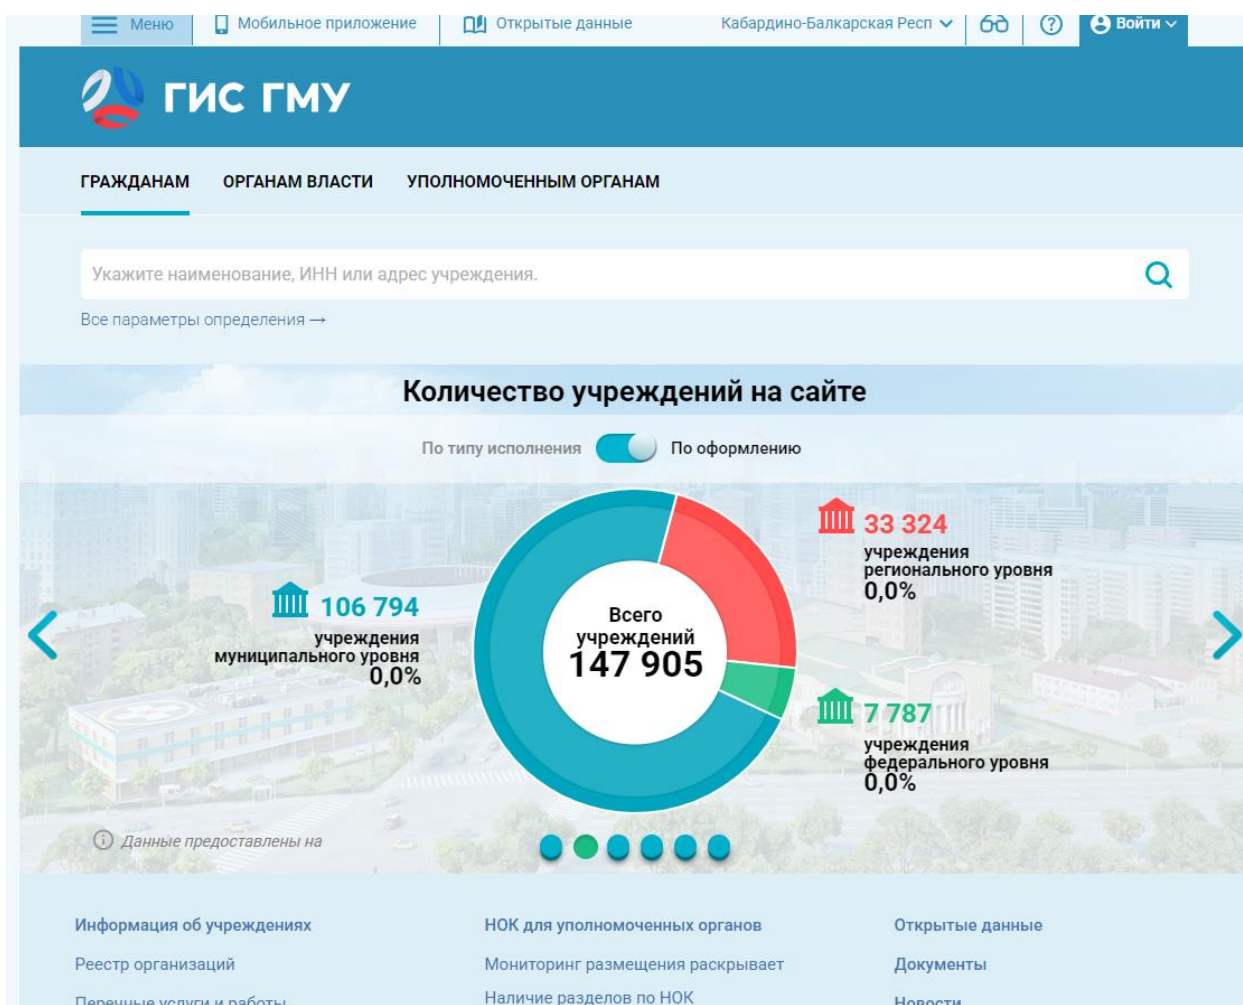 Меню
Мобильное приложение
Открытые данные
Кабардино-Балкарская Респ
Войти
ГИС ГМУ
ГРАЖДАНАМ
ОРГАНАМ ВЛАСТИ
УПОЛНОМОЧЕННЫМ ОРГАНАМ
Укажите наименование, ИНН или адрес учреждения.
Все параметры определения →
Количество учреждений на сайте
По типу исполнения
По оформлению
33 324
учреждения
регионального уровня
0,0%
106 794
учреждения
муниципального уровня
0,0%
Всего
учреждений
147 905
7 787
учреждения
федерального уровня
0,0%
Данные предоставлены на
Информация об учреждениях
НОК для уполномоченных органов
Открытые данные
Реестр организаций
Мониторинг размещения раскрывает
Документы
Перечные услуги и работы
Наличие разделов по НОК
Новости